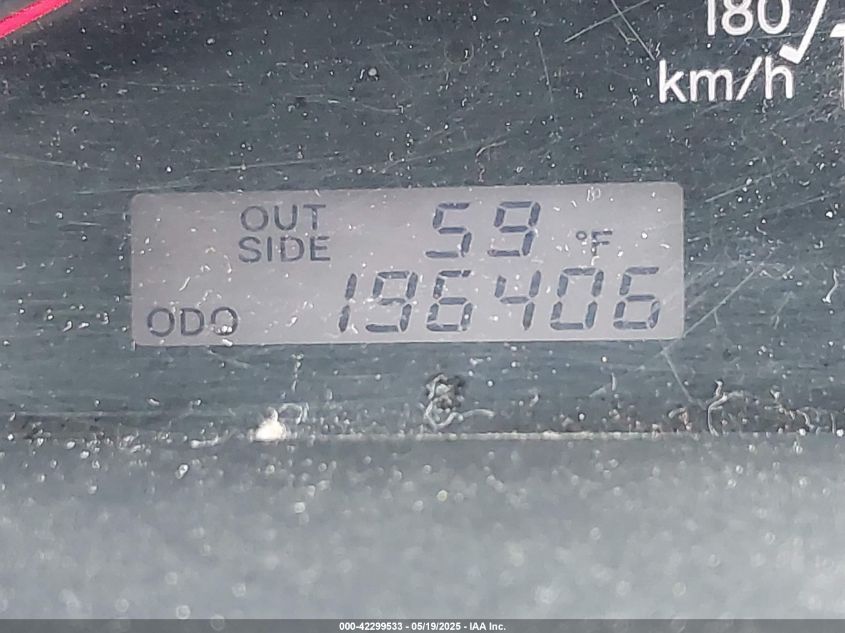 180
km/h
OUT SIDE 59 °F
ODO 196406
000-42299533 - 05/19/2025 - IAA Inc.